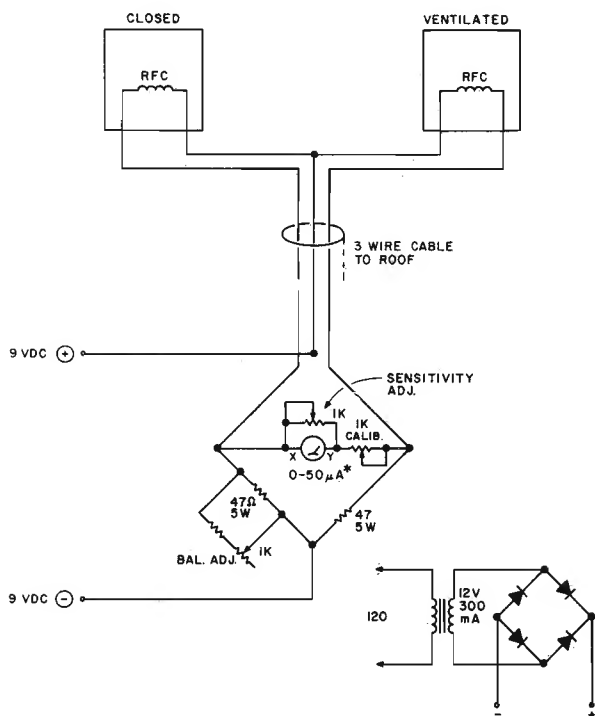 CLOSED
VENTILATED
RFC
RFC
3 WIRE CABLE
TO ROOF
9 VDC +
SENSITIVITY
ADJ.
1K
1K
CALIB.
X
Y
0-50μA*
47Ω
5W
47
5W
BAL. ADJ.
1K
9 VDC -
120
12V
300
mA
-
+